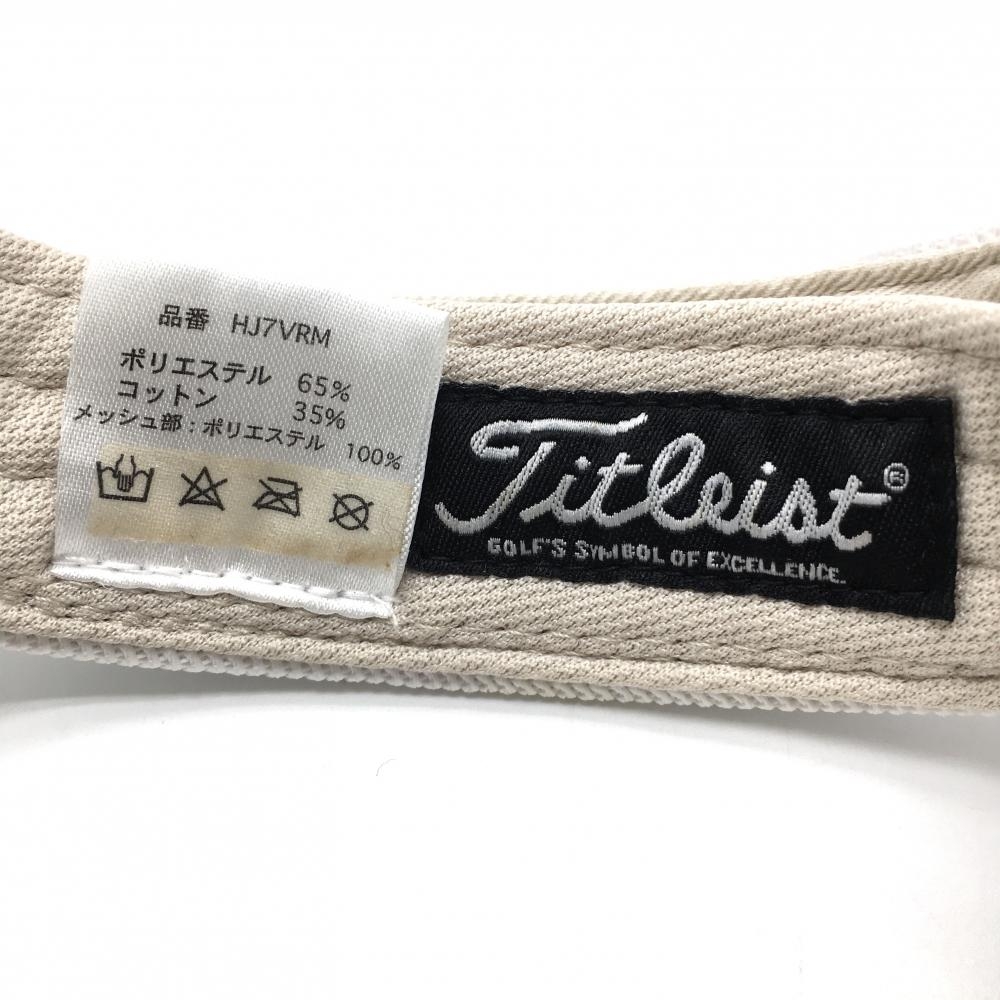 品番 HJ7VRM
ポリエステル 65%
コットン 35%
メッシュ部：ポリエステル 100%
Titleist®
GOLF'S SYMBOL OF EXCELLENCE.